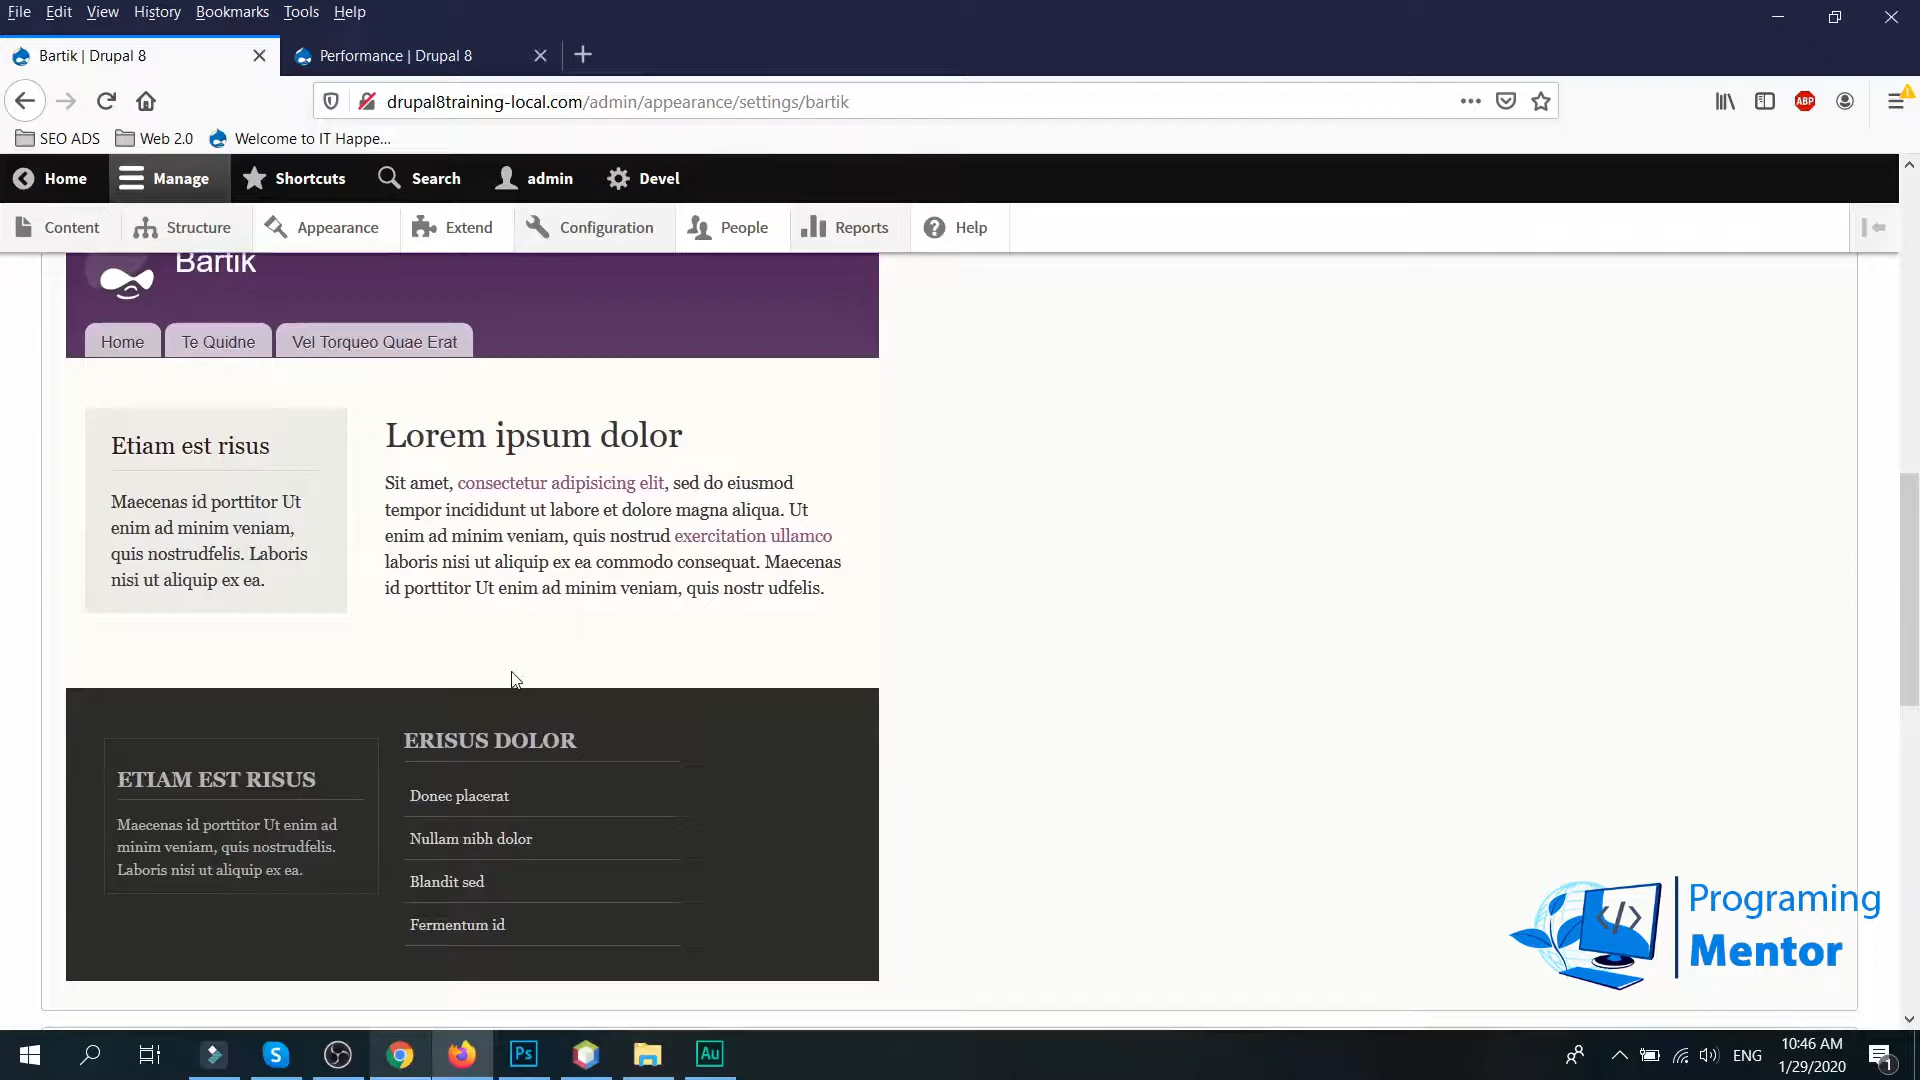 File Edit View History Bookmarks Tools Help
Bartik | Drupal 8
Performance | Drupal 8
drupal8training-local.com/admin/appearance/settings/bartik
ABP
SEO ADS Web 2.0 Welcome to IT Happe...
Home Manage Shortcuts Search admin Devel
Content Structure Appearance Extend Configuration People Reports Help
Bartik
Home Te Quidne Vel Torqueo Quae Erat
Etiam est risus
Maecenas id porttitor Ut
enim ad minim veniam,
quis nostrudfelis. Laboris
nisi ut aliquip ex ea.
Lorem ipsum dolor
Sit amet, consectetur adipisicing elit, sed do eiusmod
tempor incididunt ut labore et dolore magna aliqua. Ut
enim ad minim veniam, quis nostrud exercitation ullamco
laboris nisi ut aliquip ex ea commodo consequat. Maecenas
id porttitor Ut enim ad minim veniam, quis nostr udfelis.
ETIAM EST RISUS
Maecenas id porttitor Ut enim ad
minim veniam, quis nostrudfelis.
Laboris nisi ut aliquip ex ea.
ERISUS DOLOR
Donec placerat
Nullam nibh dolor
Blandit sed
Fermentum id
</>
Programing
Mentor
S
Ps
Au
ENG
10:46 AM
1/29/2020
1